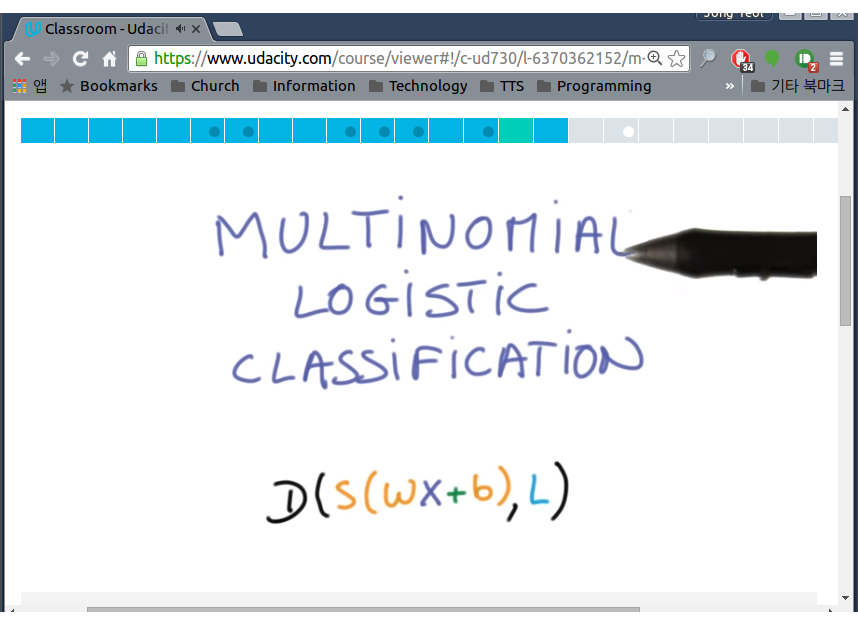 Jong Yeol
Classroom - Udaci
https://www.udacity.com/course/viewer#!/c-ud730/l-6370362152/m-
34
2
앱 Bookmarks Church Information Technology TTS Programming » 기타 북마크
MULTiNOMiAL
LOGiSTiC
CLASSiFiCATiON
D(S(wx+b),L)